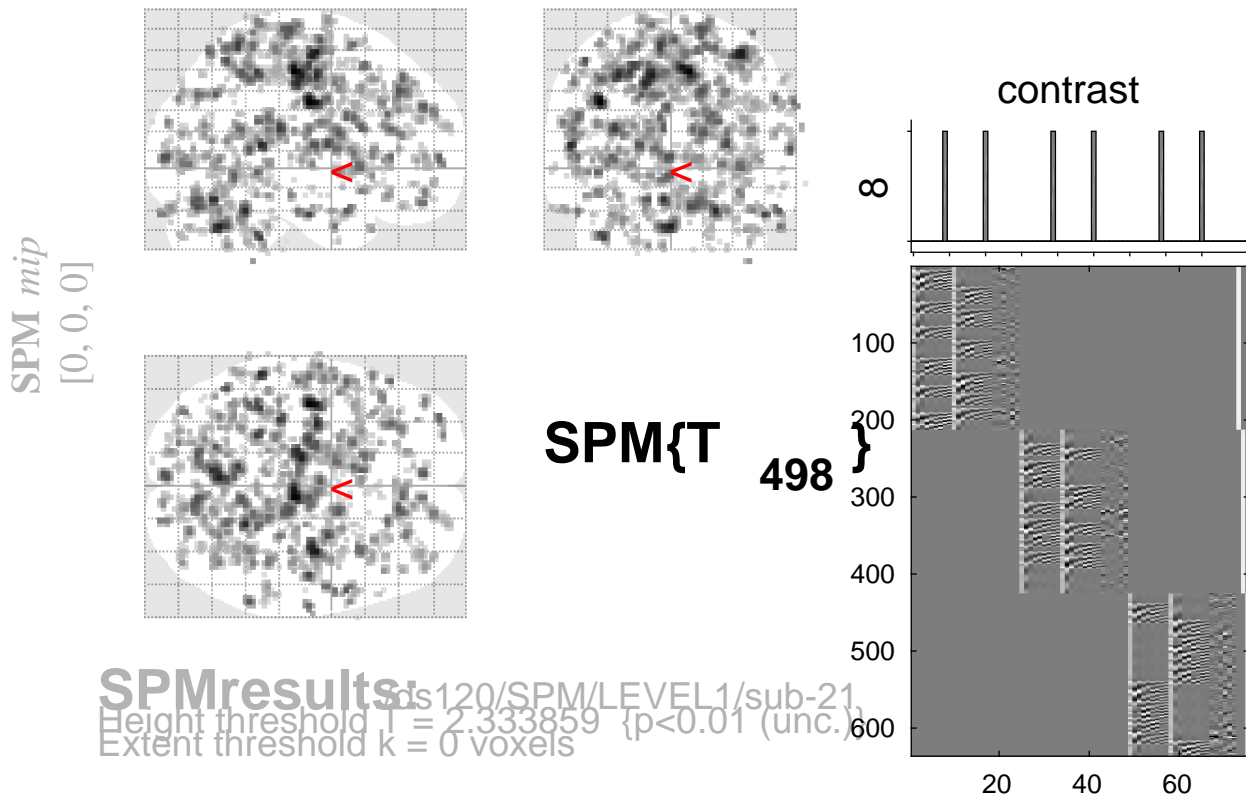 contrast
8
<
<
SPM mip
[0, 0, 0]
100
200
300
400
500
600
<
SPM{T 498 }
SPMresults: /ds120/SPM/LEVEL1/sub-21
Height threshold T = 2.333859 {p<0.01 (unc.)}
Extent threshold k = 0 voxels
20 40 60